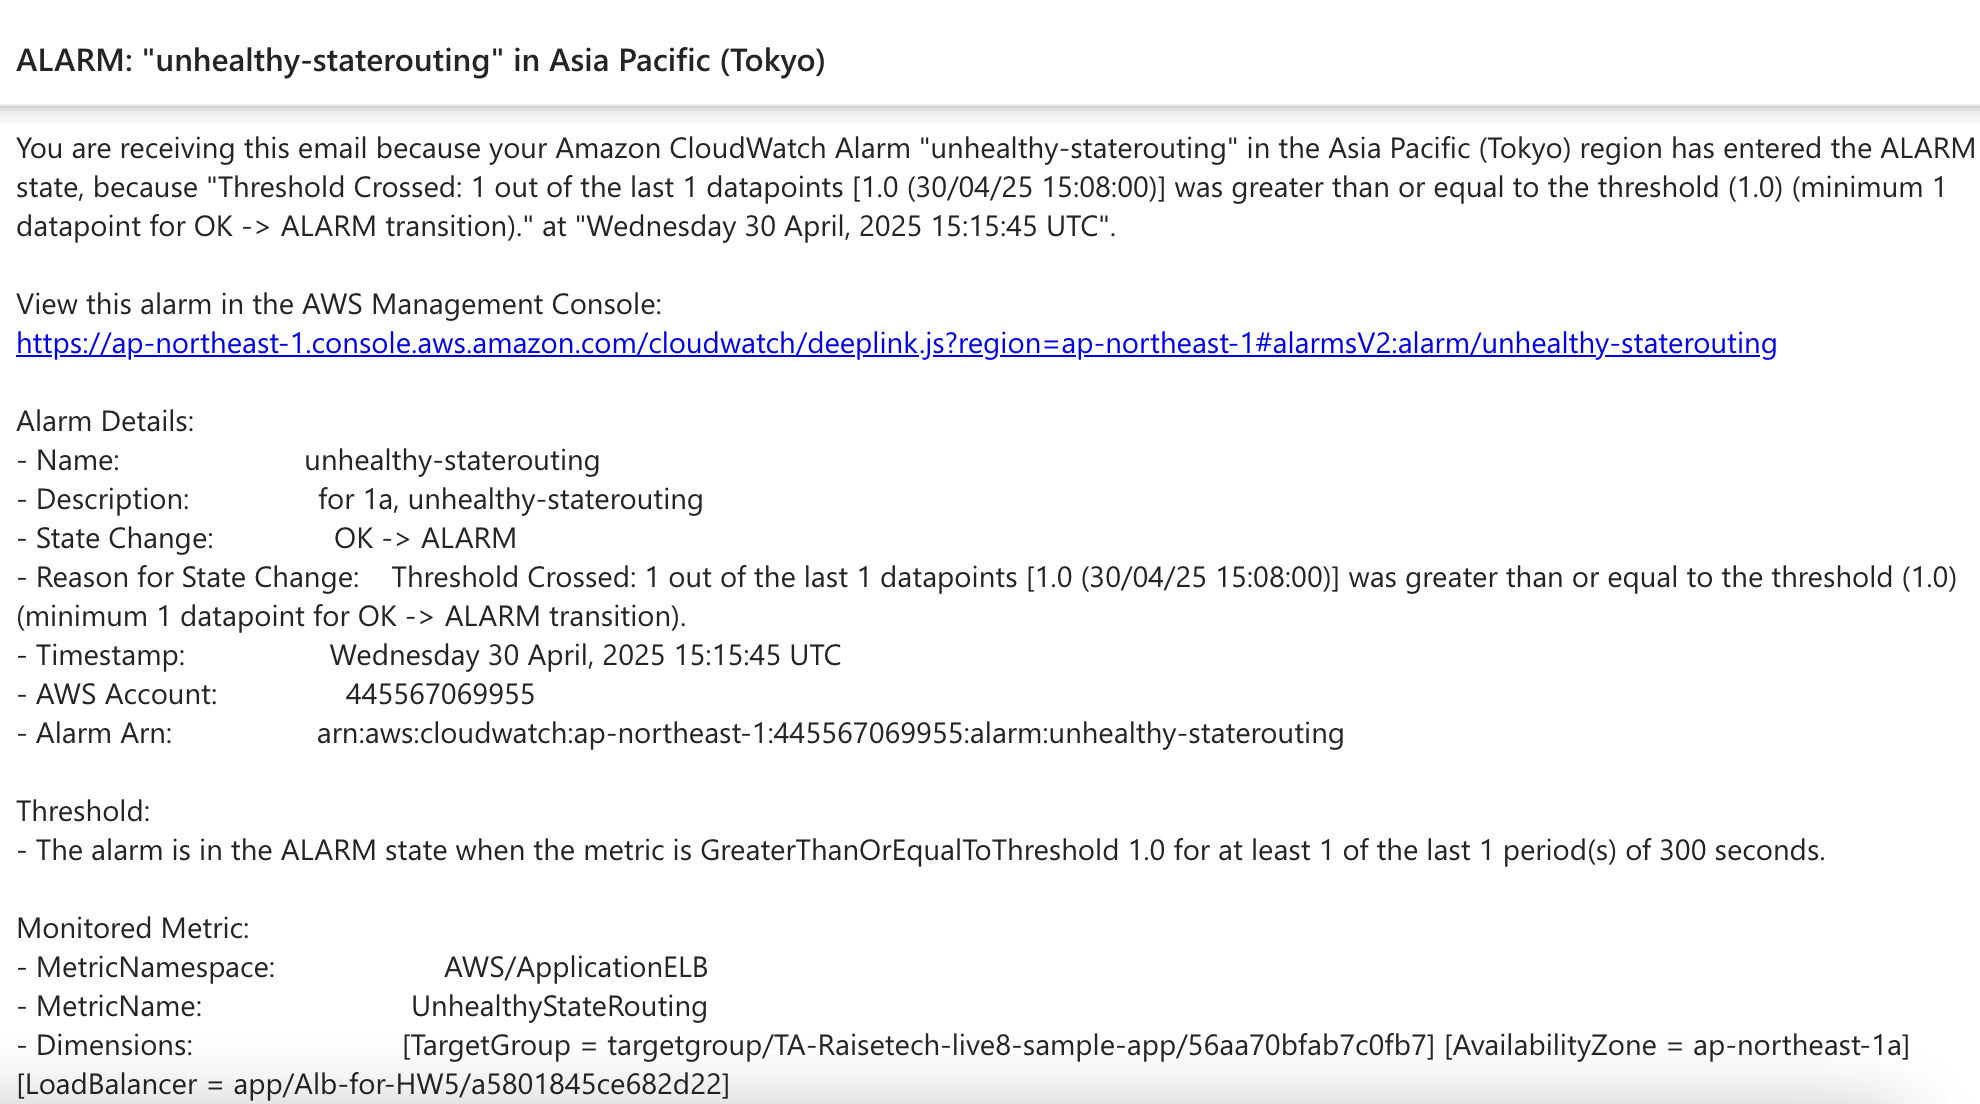 ALARM: "unhealthy-staterouting" in Asia Pacific (Tokyo)
You are receiving this email because your Amazon CloudWatch Alarm "unhealthy-staterouting" in the Asia Pacific (Tokyo) region has entered the ALARM
state, because "Threshold Crossed: 1 out of the last 1 datapoints [1.0 (30/04/25 15:08:00)] was greater than or equal to the threshold (1.0) (minimum 1
datapoint for OK -> ALARM transition)." at "Wednesday 30 April, 2025 15:15:45 UTC".
View this alarm in the AWS Management Console:
https://ap-northeast-1.console.aws.amazon.com/cloudwatch/deeplink.js?region=ap-northeast-1#alarmsV2:alarm/unhealthy-staterouting
Alarm Details:
- Name: unhealthy-staterouting
- Description: for 1a, unhealthy-staterouting
- State Change: OK -> ALARM
- Reason for State Change: Threshold Crossed: 1 out of the last 1 datapoints [1.0 (30/04/25 15:08:00)] was greater than or equal to the threshold (1.0)
(minimum 1 datapoint for OK -> ALARM transition).
- Timestamp: Wednesday 30 April, 2025 15:15:45 UTC
- AWS Account: 445567069955
- Alarm Arn: arn:aws:cloudwatch:ap-northeast-1:445567069955:alarm:unhealthy-staterouting
Threshold:
- The alarm is in the ALARM state when the metric is GreaterThanOrEqualToThreshold 1.0 for at least 1 of the last 1 period(s) of 300 seconds.
Monitored Metric:
- MetricNamespace: AWS/ApplicationELB
- MetricName: UnhealthyStateRouting
- Dimensions: [TargetGroup = targetgroup/TA-Raisetech-live8-sample-app/56aa70bfab7c0fb7] [AvailabilityZone = ap-northeast-1a]
[LoadBalancer = app/Alb-for-HW5/a5801845ce682d22]